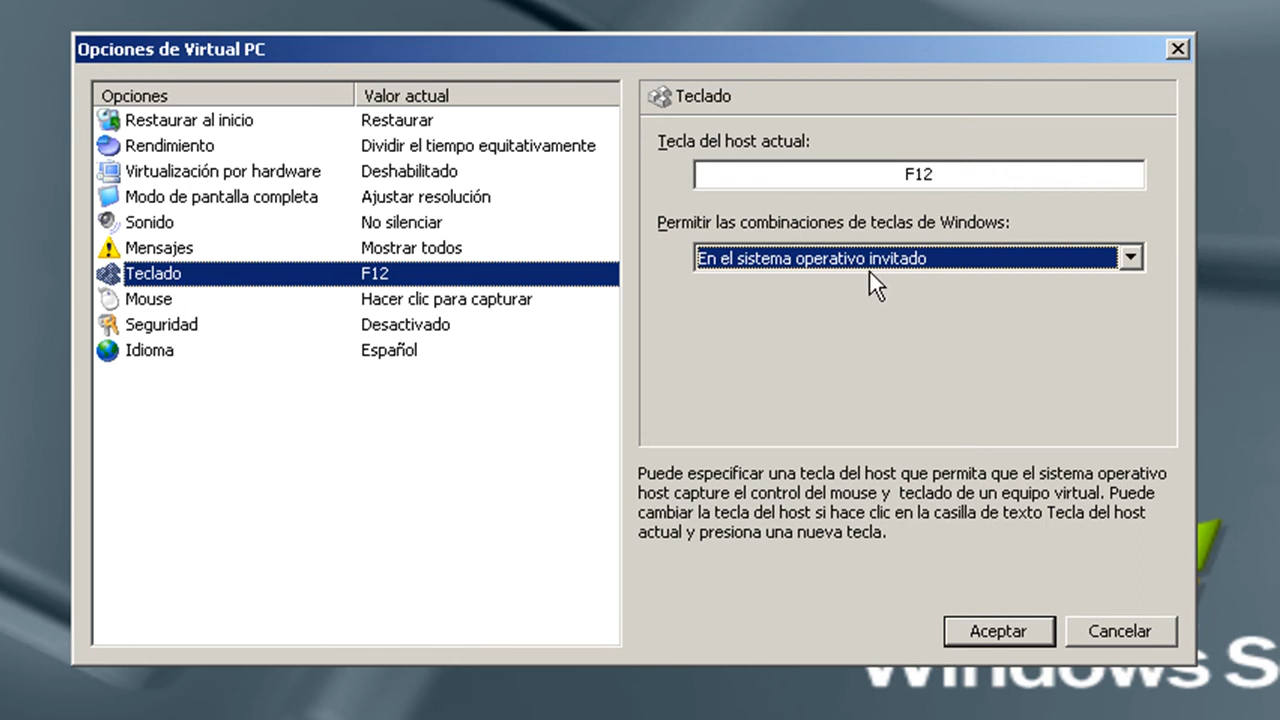 Opciones de Virtual PC
Opciones Valor actual
Restaurar al inicio Restaurar
Rendimiento Dividir el tiempo equitativamente
Virtualización por hardware Deshabilitado
Modo de pantalla completa Ajustar resolución
Sonido No silenciar
Mensajes Mostrar todos
Teclado F12
Mouse Hacer clic para capturar
Seguridad Desactivado
Idioma Español
Teclado
Tecla del host actual:
F12
Permitir las combinaciones de teclas de Windows:
En el sistema operativo invitado
Puede especificar una tecla del host que permita que el sistema operativo
host capture el control del mouse y teclado de un equipo virtual. Puede
cambiar la tecla del host si hace clic en la casilla de texto Tecla del host
actual y presiona una nueva tecla.
Aceptar Cancelar
Windows S